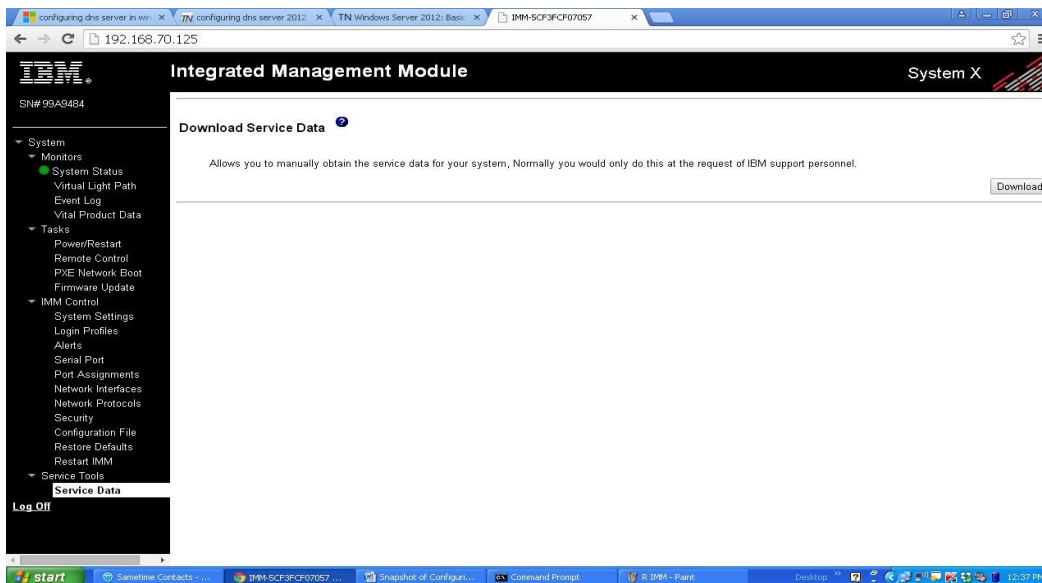 configuring dns server in win
configuring dns server 2012
TN Windows Server 2012: Basic
IMM-5CF3FCF07057
192.168.70.125
IBM.
Integrated Management Module
System X
SN# 99A9484
Download Service Data
Allows you to manually obtain the service data for your system, Normally you would only do this at the request of IBM support personnel.
Download
System
Monitors
System Status
Virtual Light Path
Event Log
Vital Product Data
Tasks
Power/Restart
Remote Control
PXE Network Boot
Firmware Update
IMM Control
System Settings
Login Profiles
Alerts
Serial Port
Port Assignments
Network Interfaces
Network Protocols
Security
Configuration File
Restore Defaults
Restart IMM
Service Tools
Service Data
Log Off
start
Sametime Contacts - ...
IMM-5CF3FCF07057 ...
Snapshot of Configuri...
Command Prompt
R IMM - Paint
Desktop
12:37 PM